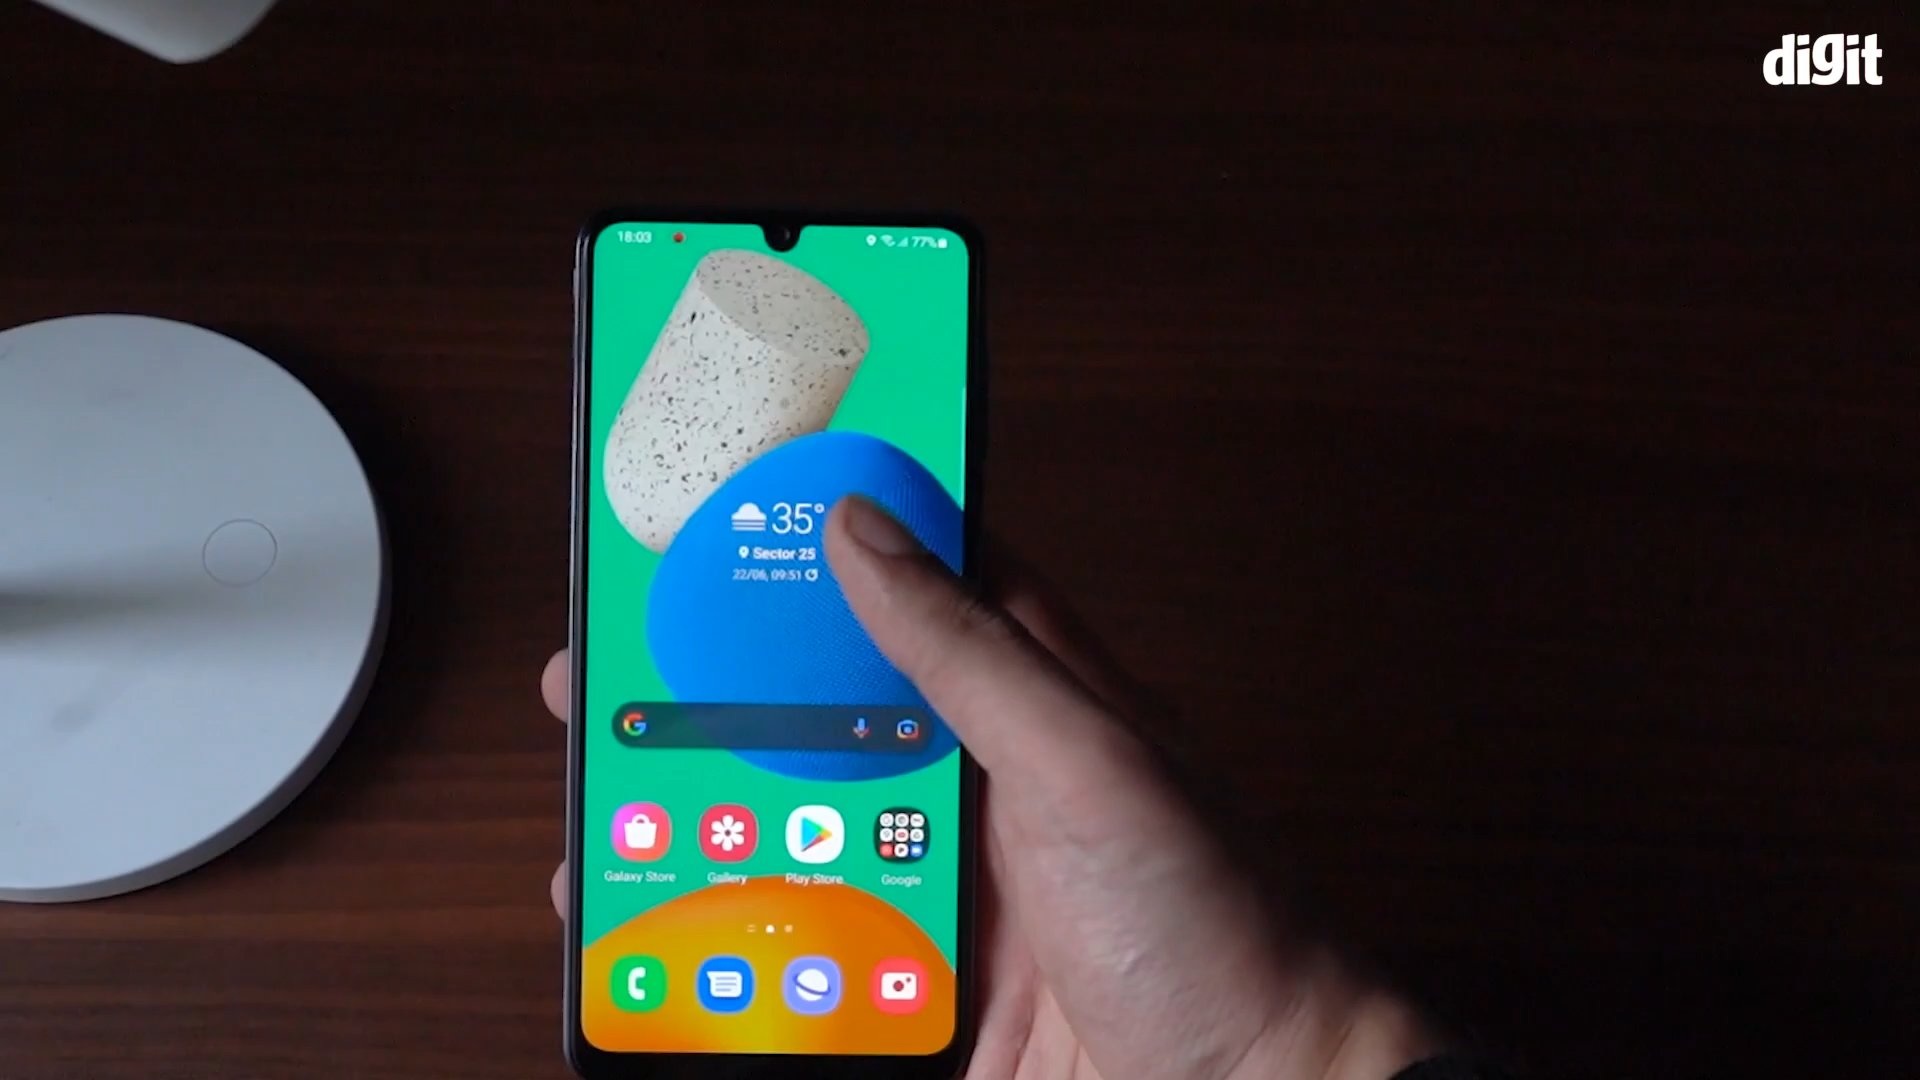 digit
18:03
77%
35°
Sector 25
22/06, 09:51
Galaxy Store
Gallery
Play Store
Google